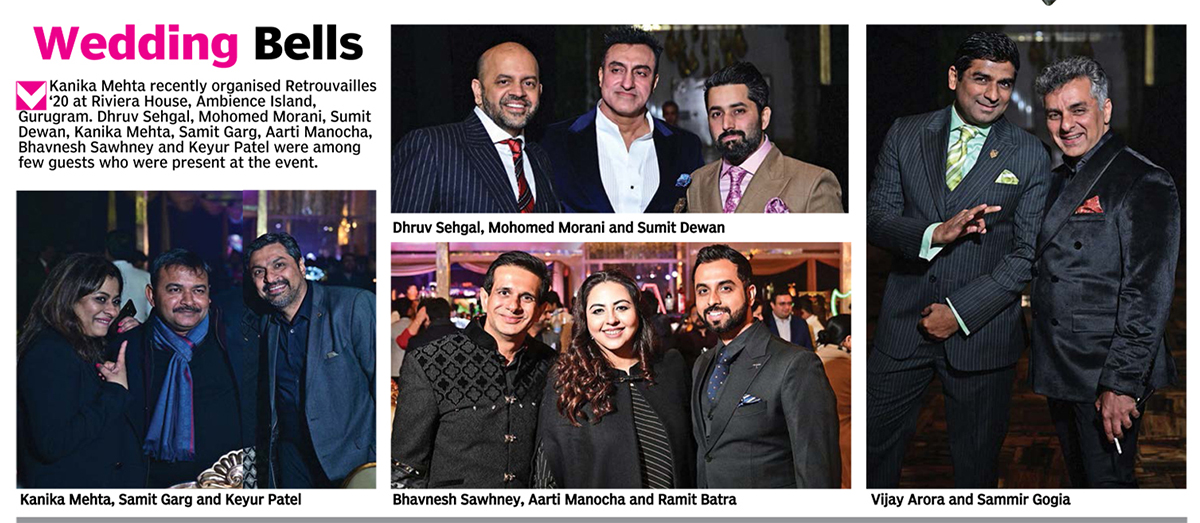 Wedding Bells
Kanika Mehta recently organised Retrouvailles
‘20 at Riviera House, Ambience Island,
Gurugram. Dhruv Sehgal, Mohomed Morani, Sumit
Dewan, Kanika Mehta, Samit Garg, Aarti Manocha,
Bhavnesh Sawhney and Keyur Patel were among
few guests who were present at the event.
Kanika Mehta, Samit Garg and Keyur Patel
Dhruv Sehgal, Mohomed Morani and Sumit Dewan
Bhavnesh Sawhney, Aarti Manocha and Ramit Batra
Vijay Arora and Sammir Gogia